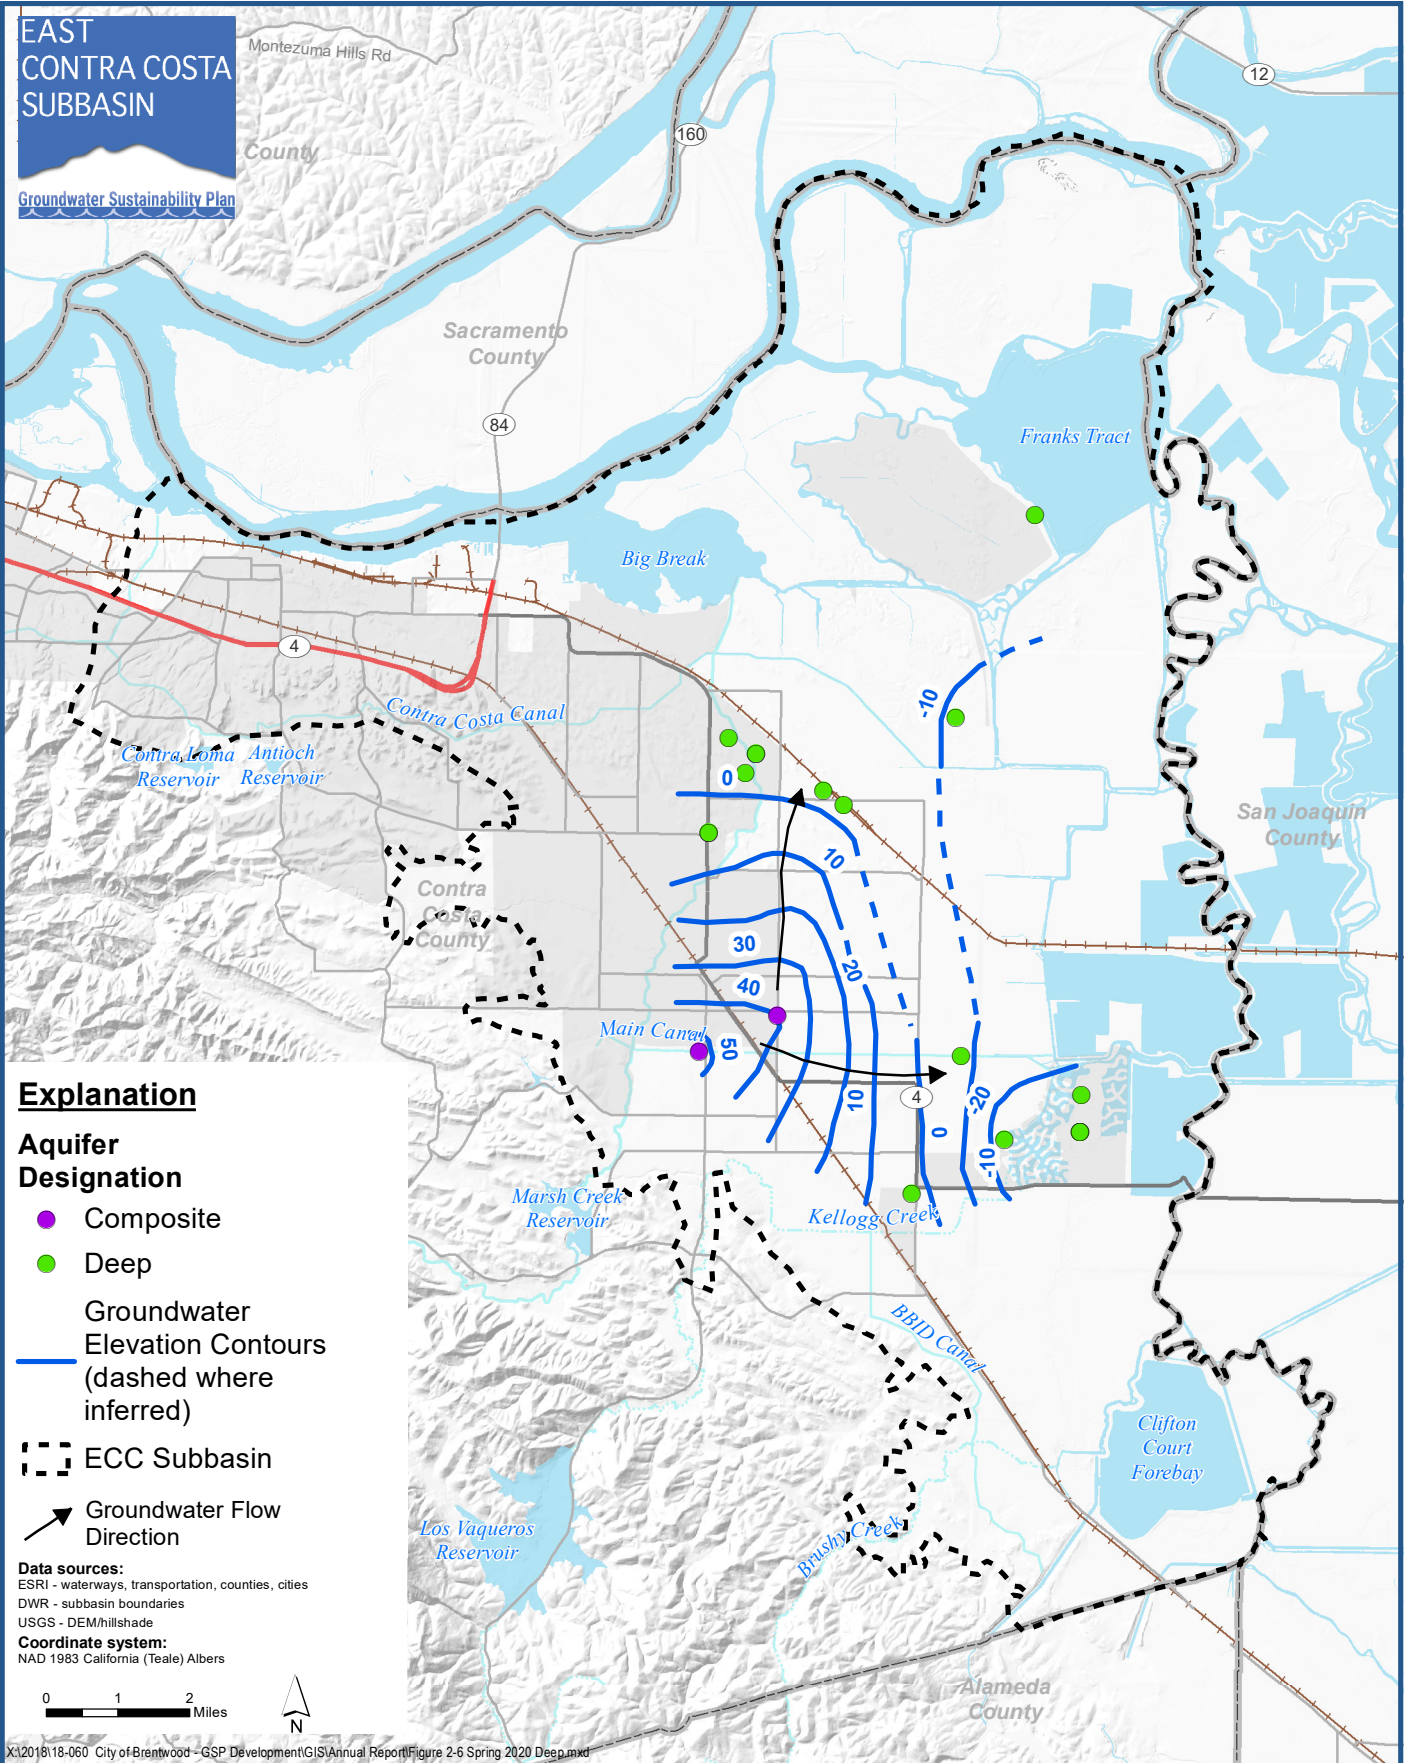 EAST
CONTRA COSTA
SUBBASIN
Groundwater Sustainability Plan
Montezuma Hills Rd
County
12
160
Sacramento
County
84
Franks Tract
Big Break
4
Contra Costa Canal
Contra Loma
Reservoir
Antioch
Reservoir
-10
0
San Joaquin
County
10
Contra
Costa
County
30
20
40
Main Canal
50
10
4
-20
0
-10
Marsh Creek
Reservoir
Kellogg Creek
BBID Canal
Clifton
Court
Forebay
Los Vaqueros
Reservoir
Brushy Creek
Alameda
County
Explanation
Aquifer
Designation
Composite
Deep
Groundwater
Elevation Contours
(dashed where
inferred)
ECC Subbasin
Groundwater Flow
Direction
Data sources:
ESRI - waterways, transportation, counties, cities
DWR - subbasin boundaries
USGS - DEM/hillshade
Coordinate system:
NAD 1983 California (Teale) Albers
0 1 2
Miles
N
X:\2018\18-060 City of Brentwood - GSP Development\GIS\Annual Report\Figure 2-6 Spring 2020 Deep.mxd